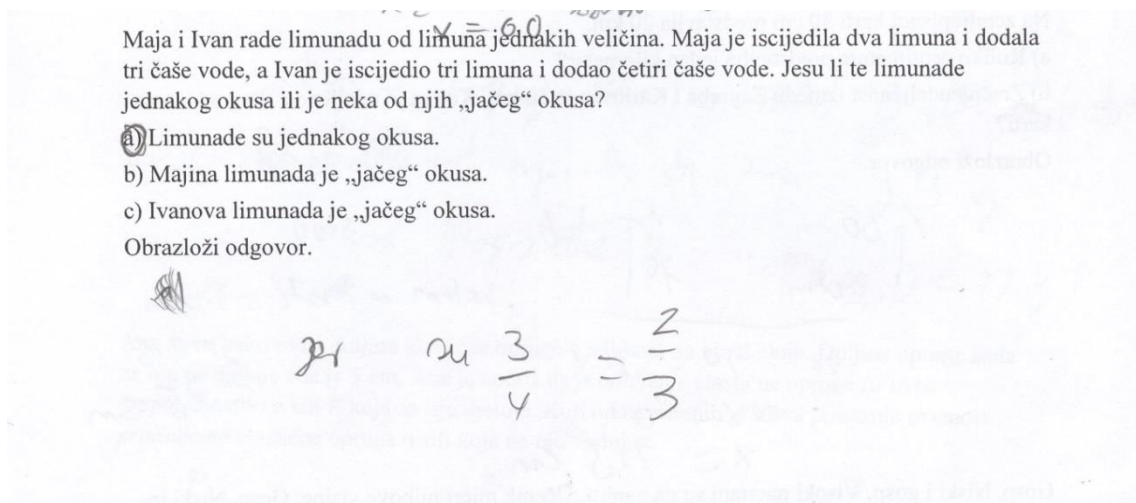 x = 60
Maja i Ivan rade limunadu od limuna jednakih veličina. Maja je iscijedila dva limuna i dodala
tri čaše vode, a Ivan je iscijedio tri limuna i dodao četiri čaše vode. Jesu li te limunade
jednakog okusa ili je neka od njih „jačeg“ okusa?
a) Limunade su jednakog okusa.
b) Majina limunada je „jačeg“ okusa.
c) Ivanova limunada je „jačeg“ okusa.
Obrazloži odgovor.
jer su 3/4 = 2/3